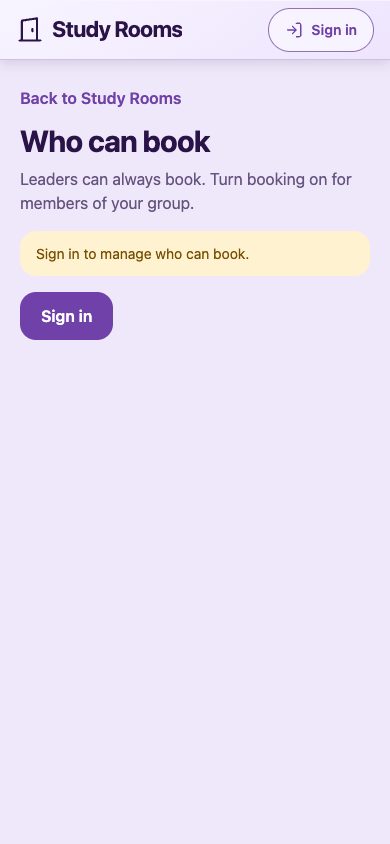 Study Rooms
Sign in
Back to Study Rooms
Who can book
Leaders can always book. Turn booking on for
members of your group.
Sign in to manage who can book.
Sign in